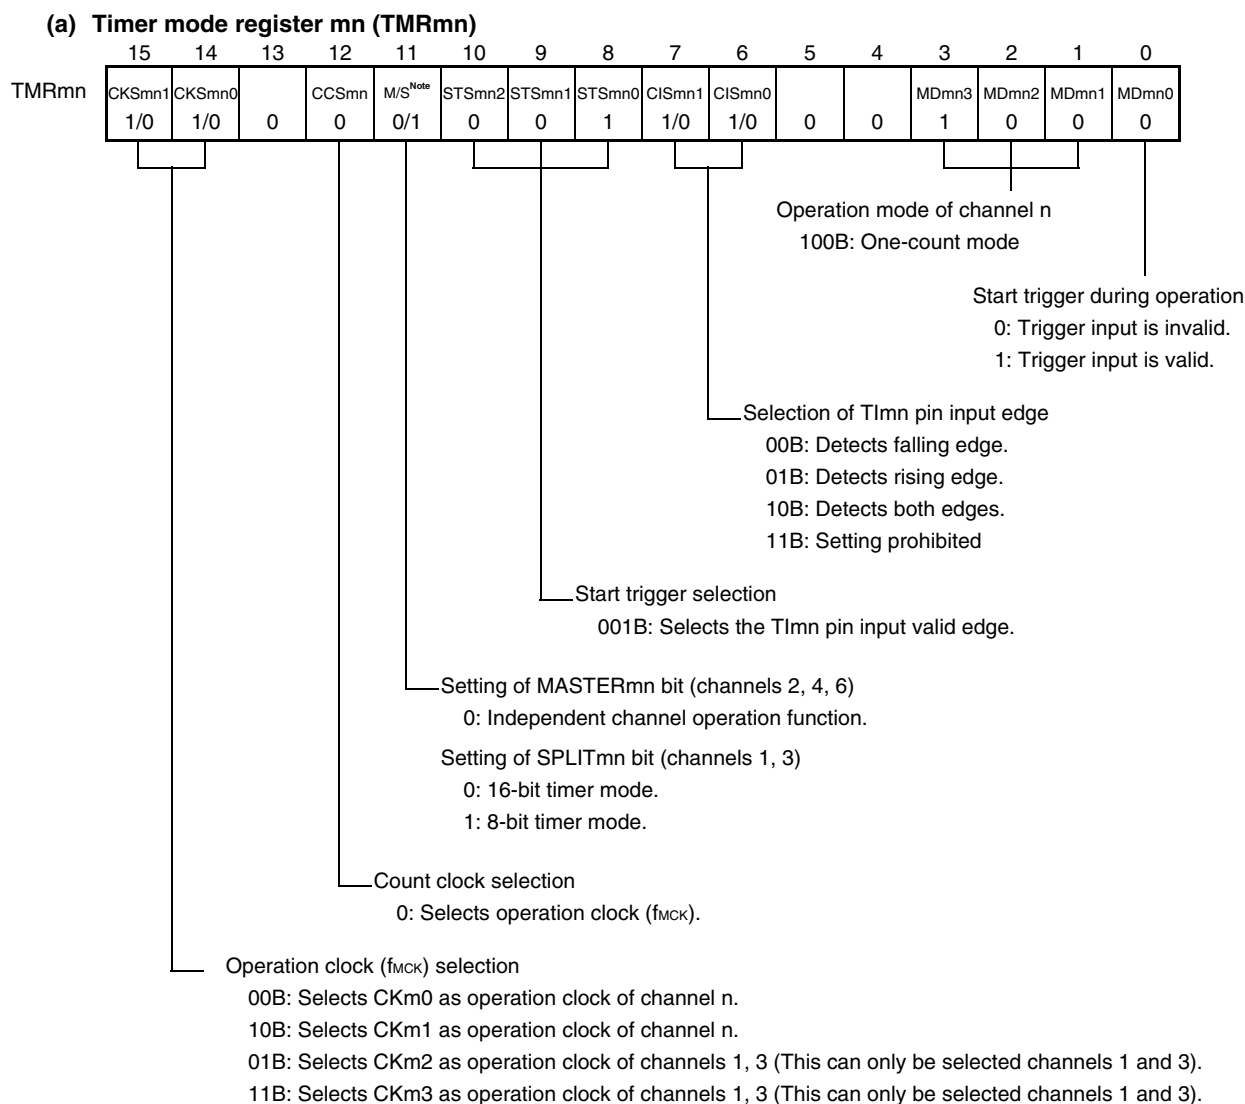 (a) Timer mode register mn (TMRmn)
15 14 13 12 11 10 9 8 7 6 5 4 3 2 1 0
TMRmn CKSmn1 CKSmn0 CCSmn M/S Note STSmn2 STSmn1 STSmn0 CISmn1 CISmn0 MDmn3 MDmn2 MDmn1 MDmn0
1/0 1/0 0 0 0/1 0 0 1 1/0 1/0 0 0 1 0 0 0
Operation mode of channel n
100B: One-count mode
Start trigger during operation
0: Trigger input is invalid.
1: Trigger input is valid.
Selection of TImn pin input edge
00B: Detects falling edge.
01B: Detects rising edge.
10B: Detects both edges.
11B: Setting prohibited
Start trigger selection
001B: Selects the TImn pin input valid edge.
Setting of MASTERmn bit (channels 2, 4, 6)
0: Independent channel operation function.
Setting of SPLITmn bit (channels 1, 3)
0: 16-bit timer mode.
1: 8-bit timer mode.
Count clock selection
0: Selects operation clock (fMCK).
Operation clock (fMCK) selection
00B: Selects CKm0 as operation clock of channel n.
10B: Selects CKm1 as operation clock of channel n.
01B: Selects CKm2 as operation clock of channels 1, 3 (This can only be selected channels 1 and 3).
11B: Selects CKm3 as operation clock of channels 1, 3 (This can only be selected channels 1 and 3).